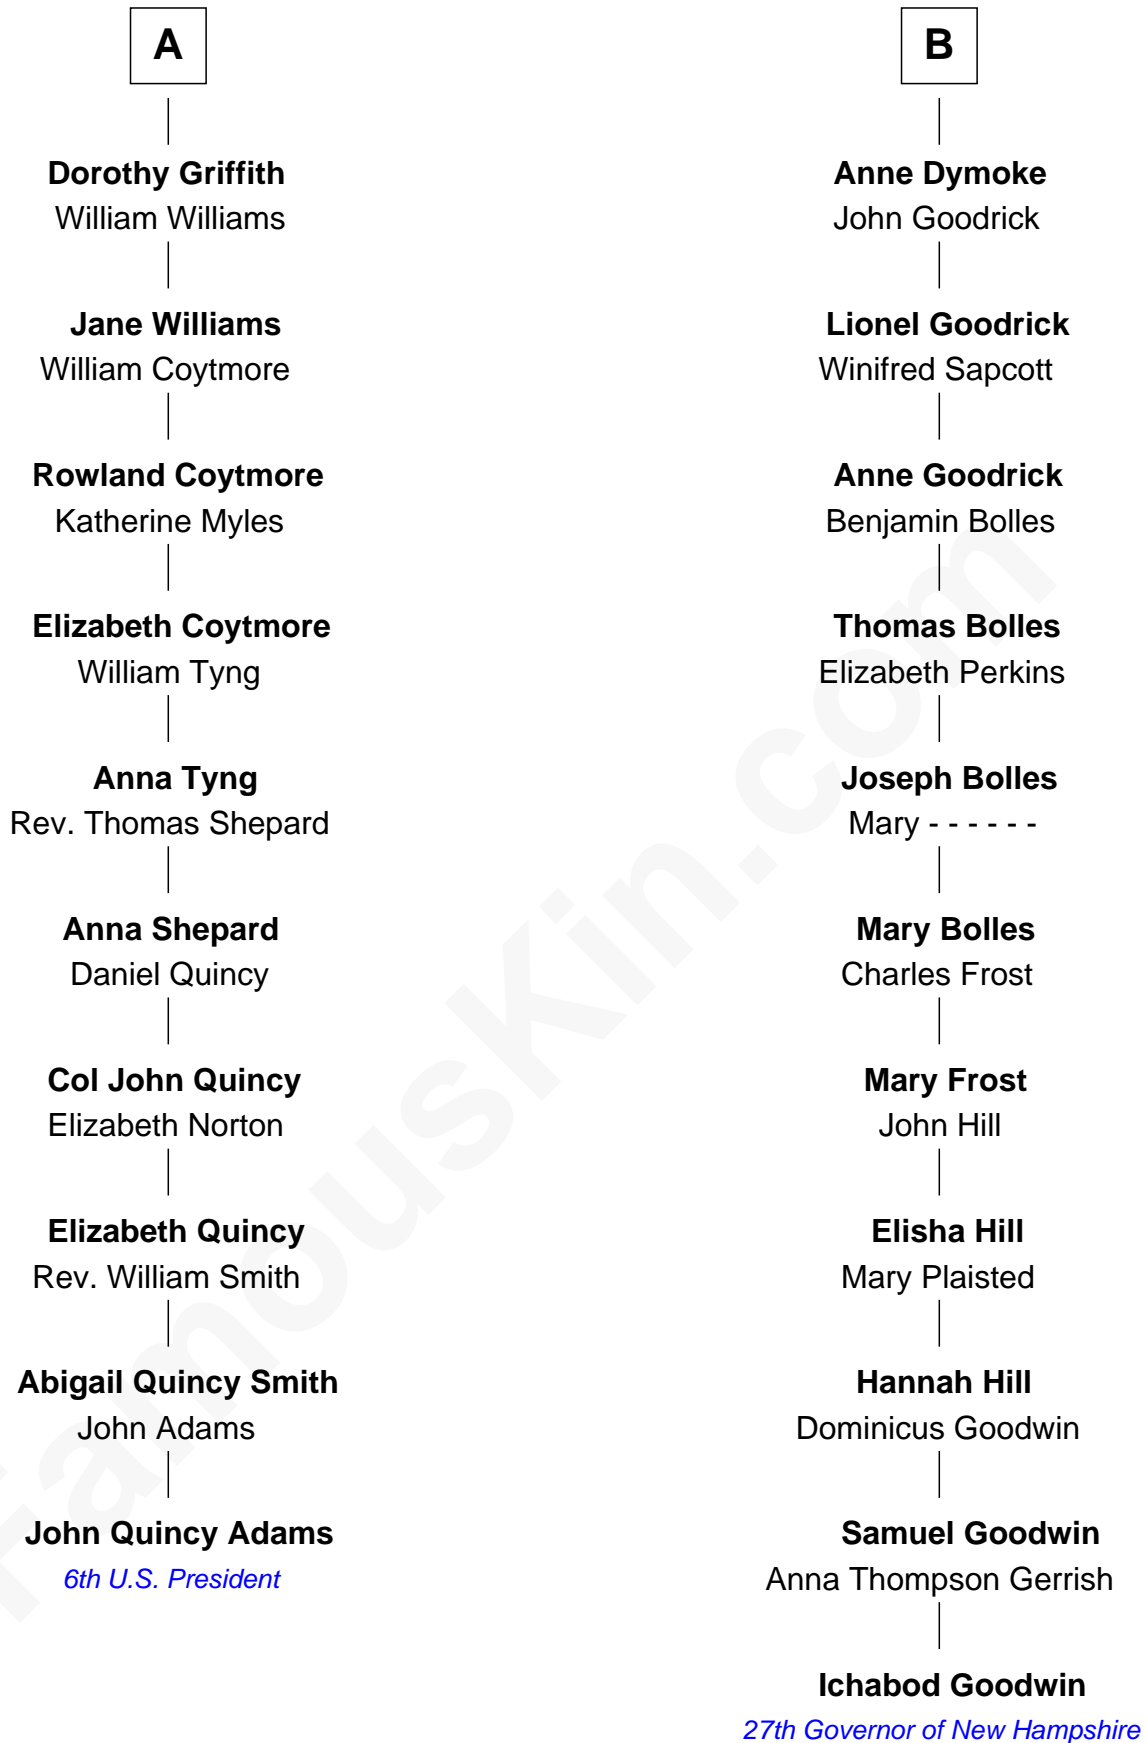 A
Dorothy Griffith
William Williams
Jane Williams
William Coytmore
Rowland Coytmore
Katherine Myles
Elizabeth Coytmore
William Tyng
Anna Tyng
Rev. Thomas Shepard
Anna Shepard
Daniel Quincy
Col John Quincy
Elizabeth Norton
Elizabeth Quincy
Rev. William Smith
Abigail Quincy Smith
John Adams
John Quincy Adams
6th U.S. President
B
Anne Dymoke
John Goodrick
Lionel Goodrick
Winifred Sapcott
Anne Goodrick
Benjamin Bolles
Thomas Bolles
Elizabeth Perkins
Joseph Bolles
Mary - - - - - -
Mary Bolles
Charles Frost
Mary Frost
John Hill
Elisha Hill
Mary Plaisted
Hannah Hill
Dominicus Goodwin
Samuel Goodwin
Anna Thompson Gerrish
Ichabod Goodwin
27th Governor of New Hampshire
FamousKin.com